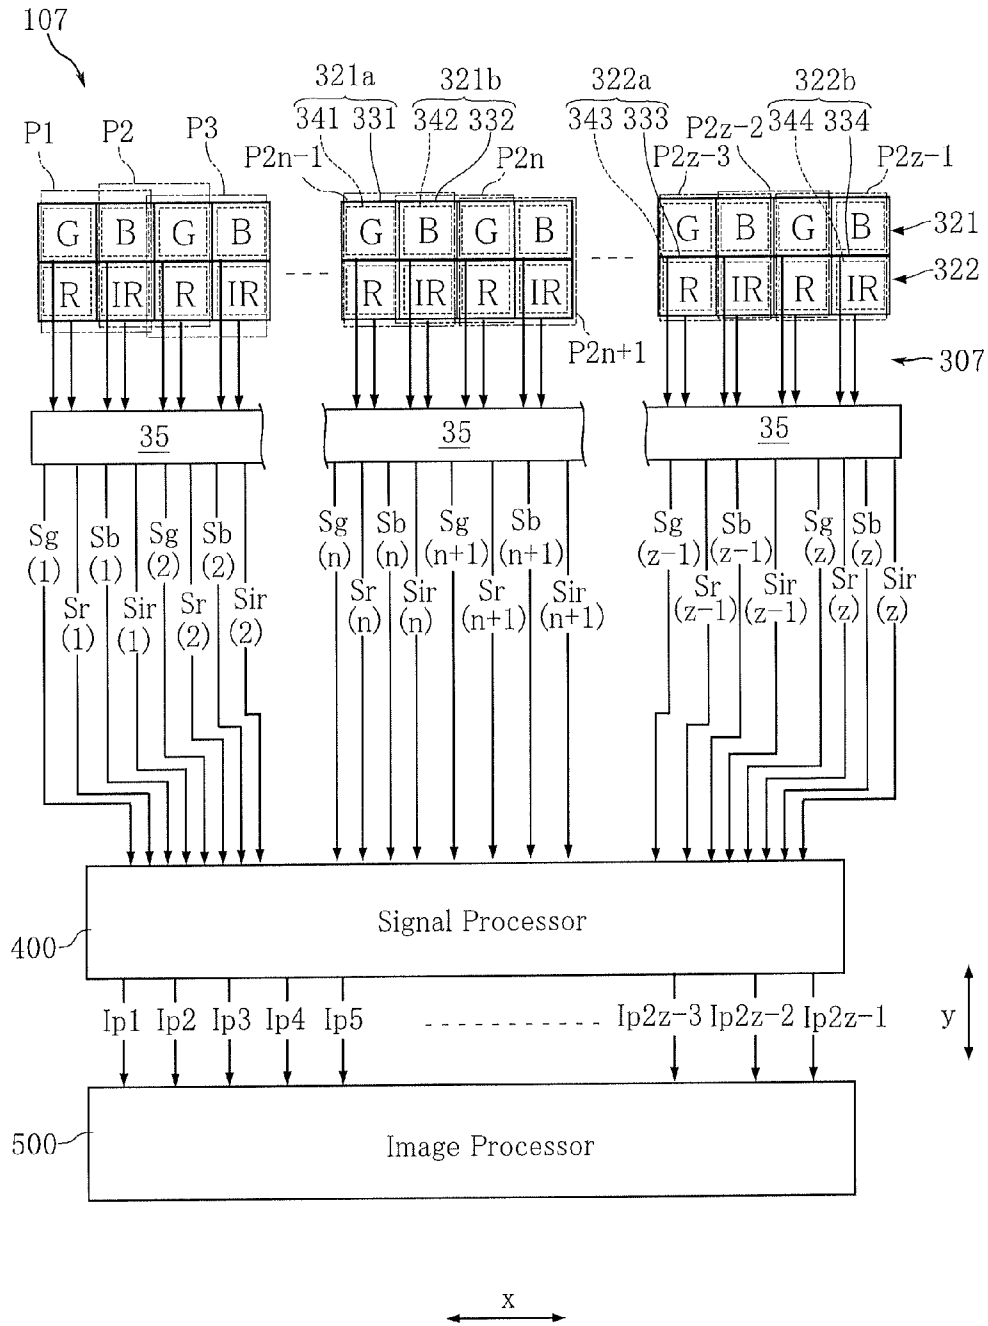 107
321a 321b 322a 322b
341 331 342 332 343 333 P2z-2 344 334
P1 P2 P3 P2n-1 P2n P2z-3 P2z-1
G B G B G B G B G B G B 321
R IR R IR R IR R IR R IR R IR 322
P2n+1 307
35 35 35
Sg Sb Sg Sb Sg Sb Sg Sb Sg Sb Sg Sb
(1) (1) (2) (2) (n) (n) (n+1) (n+1) (z-1) (z-1) (z) (z)
Sr Sir Sr Sir Sr Sir Sr Sir Sr Sir Sr Sir
(1) (1) (2) (2) (n) (n) (n+1) (n+1) (z-1) (z-1) (z) (z)
Signal Processor
400
Ip1 Ip2 Ip3 Ip4 Ip5 Ip2z-3 Ip2z-2 Ip2z-1 y
500 Image Processor
x